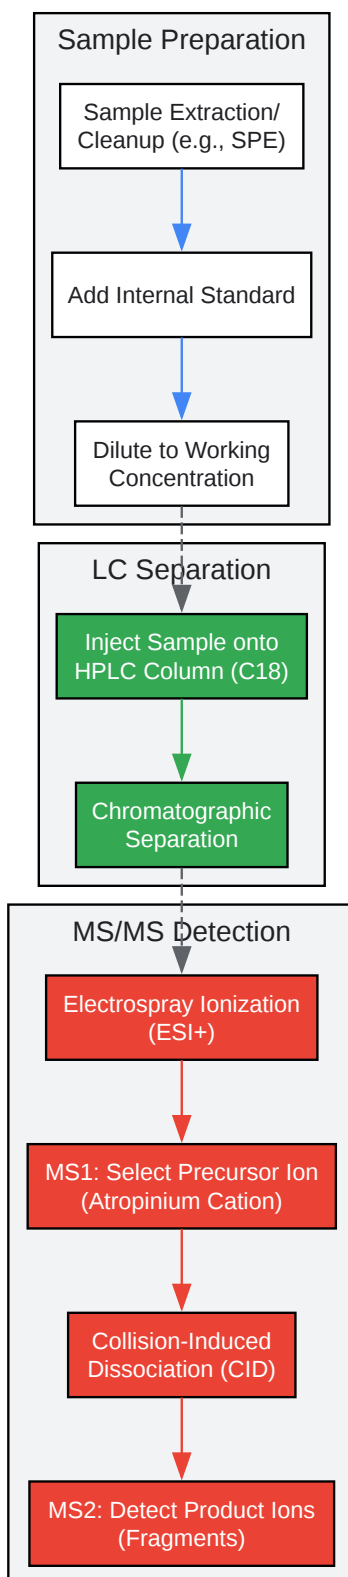 Sample Preparation
Sample Extraction/
Cleanup (e.g., SPE)
Add Internal Standard
Dilute to Working
Concentration
LC Separation
Inject Sample onto
HPLC Column (C18)
Chromatographic
Separation
MS/MS Detection
Electrospray Ionization
(ESI+)
MS1: Select Precursor Ion
(Atropinium Cation)
Collision-Induced
Dissociation (CID)
MS2: Detect Product Ions
(Fragments)